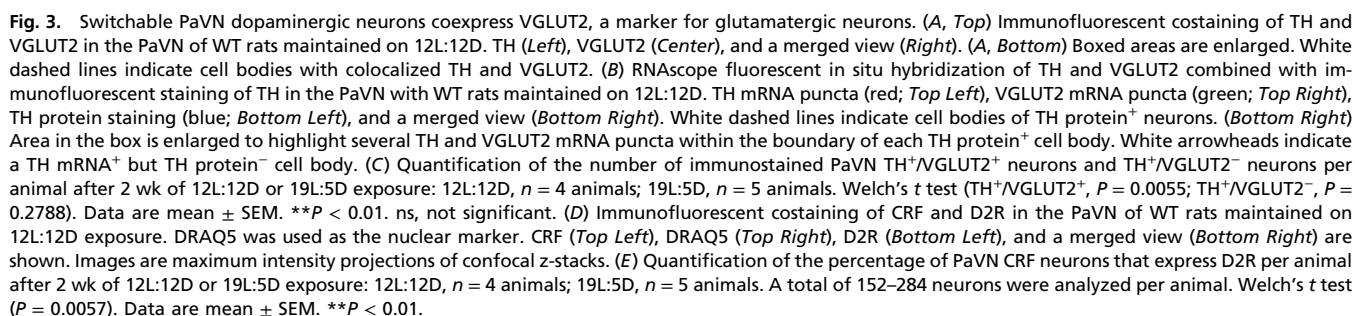 Fig. 3. Switchable PaVN dopaminergic neurons coexpress VGLUT2, a marker for glutamatergic neurons. (A, Top) Immunofluorescent costaining of TH and
VGLUT2 in the PaVN of WT rats maintained on 12L:12D. TH (Left), VGLUT2 (Center), and a merged view (Right). (A, Bottom) Boxed areas are enlarged. White
dashed lines indicate cell bodies with colocalized TH and VGLUT2. (B) RNAscope fluorescent in situ hybridization of TH and VGLUT2 combined with im-
munofluorescent staining of TH in the PaVN with WT rats maintained on 12L:12D. TH mRNA puncta (red; Top Left), VGLUT2 mRNA puncta (green; Top Right),
TH protein staining (blue; Bottom Left), and a merged view (Bottom Right). White dashed lines indicate cell bodies of TH protein⁺ neurons. (Bottom Right)
Area in the box is enlarged to highlight several TH and VGLUT2 mRNA puncta within the boundary of each TH protein⁺ cell body. White arrowheads indicate
a TH mRNA⁺ but TH protein⁻ cell body. (C) Quantification of the number of immunostained PaVN TH⁺/VGLUT2⁺ neurons and TH⁺/VGLUT2⁻ neurons per
animal after 2 wk of 12L:12D or 19L:5D exposure: 12L:12D, n = 4 animals; 19L:5D, n = 5 animals. Welch's t test (TH⁺/VGLUT2⁺, P = 0.0055; TH⁺/VGLUT2⁻, P =
0.2788). Data are mean ± SEM. **P < 0.01. ns, not significant. (D) Immunofluorescent costaining of CRF and D2R in the PaVN of WT rats maintained on
12L:12D exposure. DRAQ5 was used as the nuclear marker. CRF (Top Left), DRAQ5 (Top Right), D2R (Bottom Left), and a merged view (Bottom Right) are
shown. Images are maximum intensity projections of confocal z-stacks. (E) Quantification of the percentage of PaVN CRF neurons that express D2R per animal
after 2 wk of 12L:12D or 19L:5D exposure: 12L:12D, n = 4 animals; 19L:5D, n = 5 animals. A total of 152–284 neurons were analyzed per animal. Welch's t test
(P = 0.0057). Data are mean ± SEM. **P < 0.01.